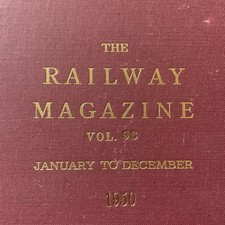 THE
RAILWAY
MAGAZINE
VOL. 96
JANUARY TO DECEMBER
1950